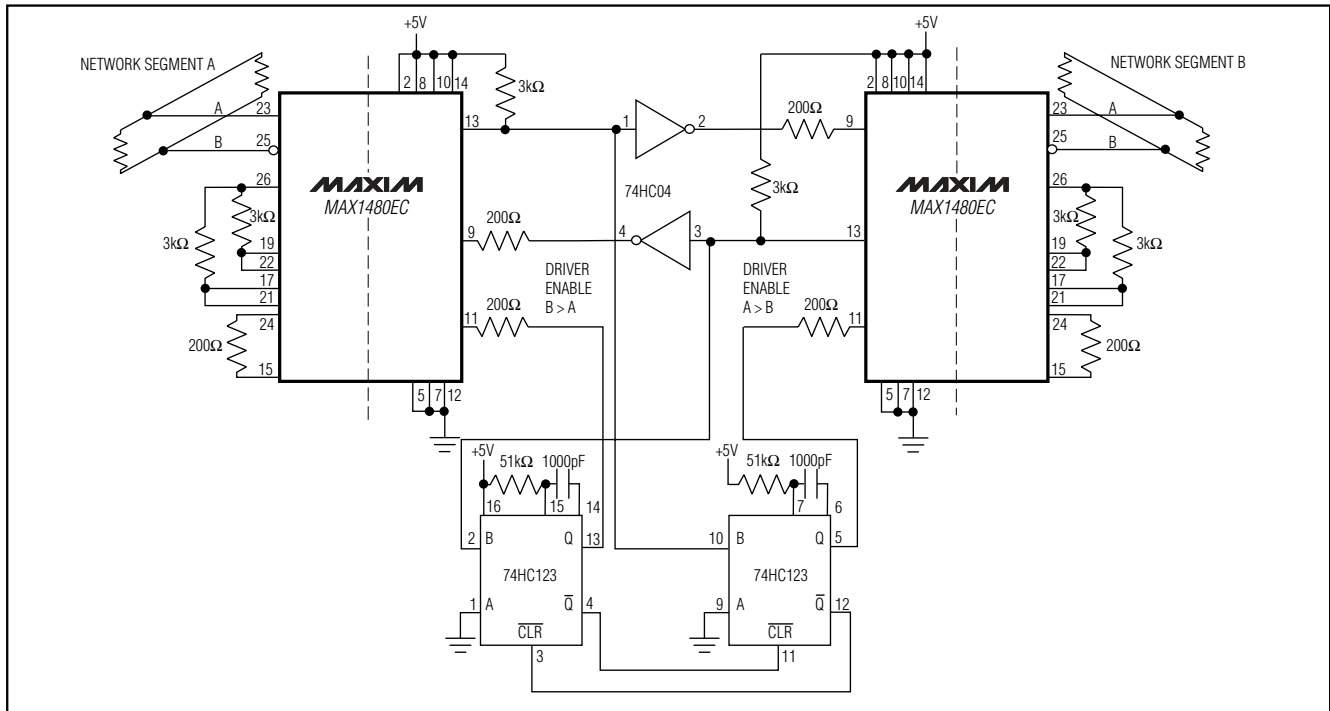 +5V
+5V
NETWORK SEGMENT A
NETWORK SEGMENT B
2 8 10 14
3kΩ
2 8 10 14
A
23
13
1
2
200Ω
9
23
A
B
25
25
B
MAXIM
MAX1480EC
74HC04
3kΩ
MAXIM
MAX1480EC
26
3kΩ
3kΩ
19
22
17
21
24
200Ω
15
9
200Ω
4
3
13
26
3kΩ
3kΩ
19
22
17
21
24
200Ω
15
DRIVER
ENABLE
B > A
DRIVER
ENABLE
A > B
11
200Ω
200Ω
11
5 7 12
5 7 12
+5V
51kΩ
1000pF
+5V
51kΩ
1000pF
16
15
14
7
6
2
B
Q
13
10
B
Q
5
74HC123
74HC123
1
A
Q
4
9
A
Q
12
CLR
CLR
3
11